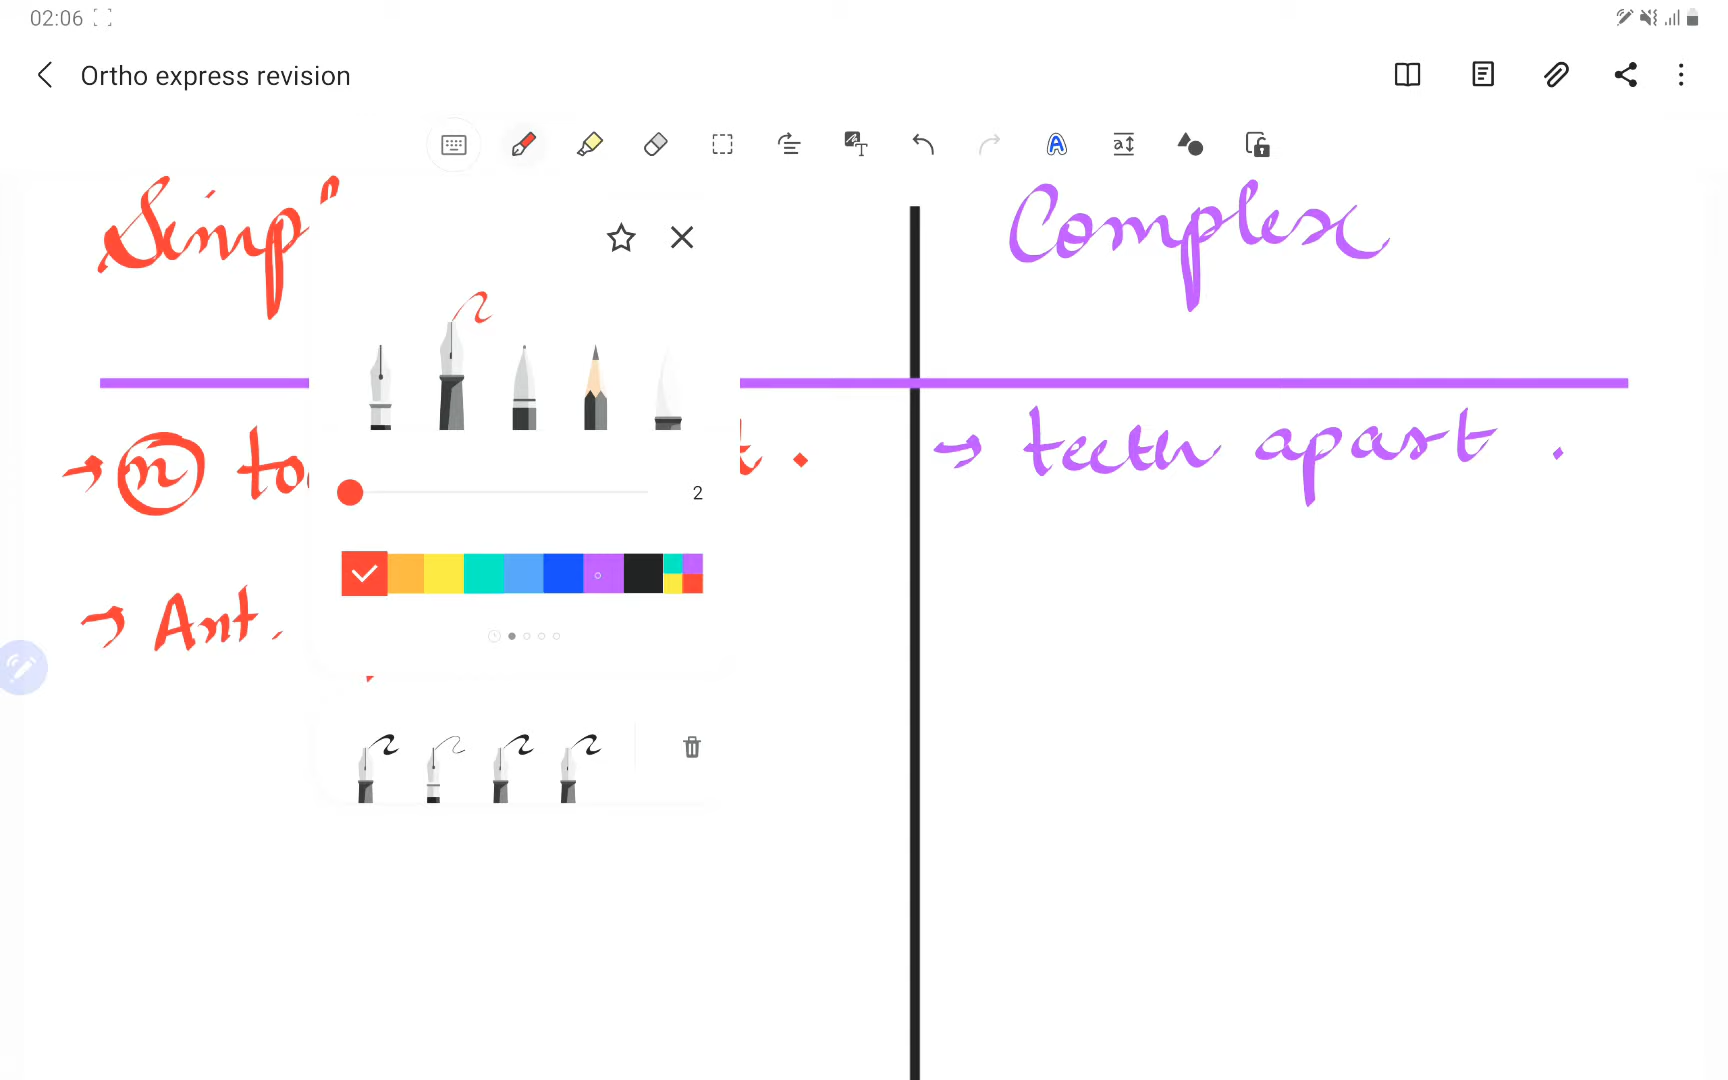 02:06
Ortho express revision
Complex
→ n
. → teeth apart .
2
→ Ant.